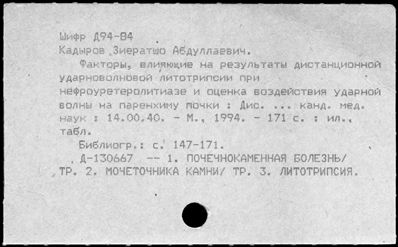 Шифр Д94-84
Кадыров Зиератшо Абдуллаевич.
Факторы, влияющие на результаты дистанционной
ударноволновой литотрипсии при
нефроуретеролитиазе и оценка воздействия ударной
волны на паренхиму почки : Дис. ... канд. мед.
наук : 14.00.40. - М., 1994. - 171 с. : ил.,
табл.
Библиогр.: с. 147-171.
Д-130667 -- 1. ПОЧЕЧНОКАМЕННАЯ БОЛЕЗНЬ/
ТР. 2. МОЧЕТОЧНИКА КАМНИ/ ТР. 3. ЛИТОТРИПСИЯ.